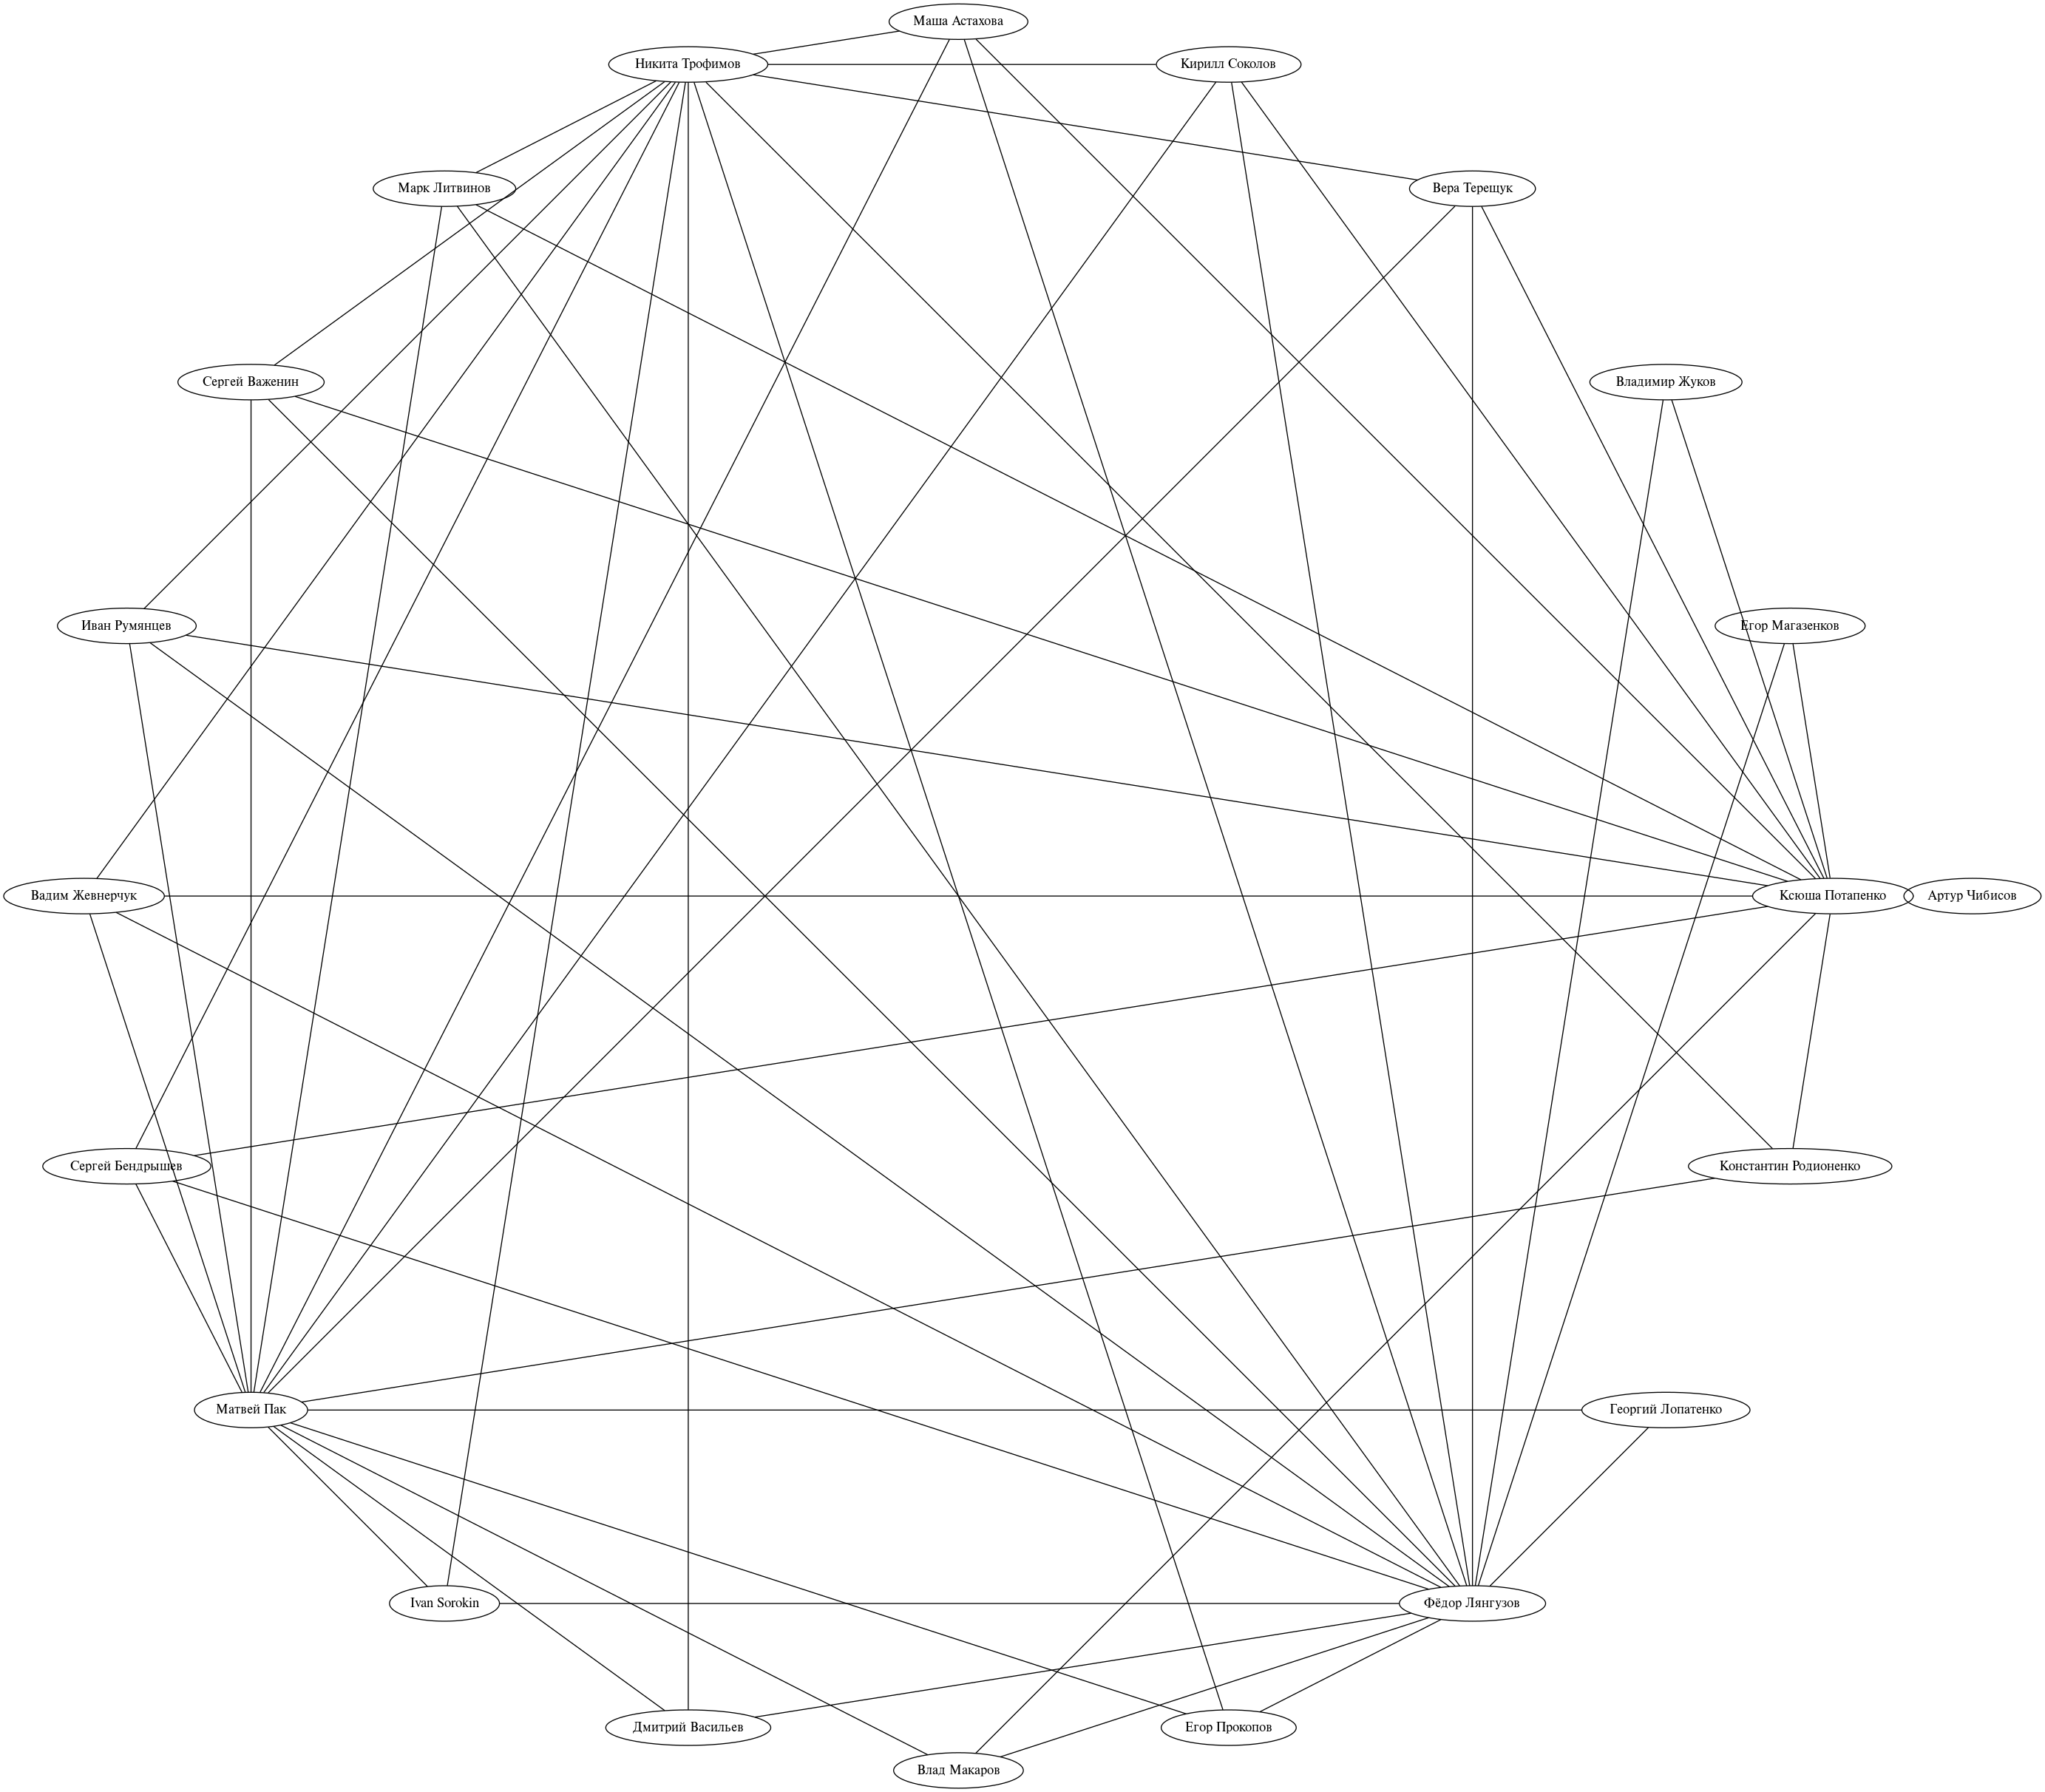 Маша Астахова
Никита Трофимов
Кирилл Соколов
Марк Литвинов
Вера Терещук
Сергей Важенин
Владимир Жуков
Иван Румянцев
Егор Магазенков
Вадим Жевнерчук
Ксюша Потапенко
Артур Чибисов
Сергей Бендрышев
Константин Родионенко
Матвей Пак
Георгий Лопатенко
Ivan Sorokin
Фёдор Лянгузов
Дмитрий Васильев
Егор Прокопов
Влад Макаров